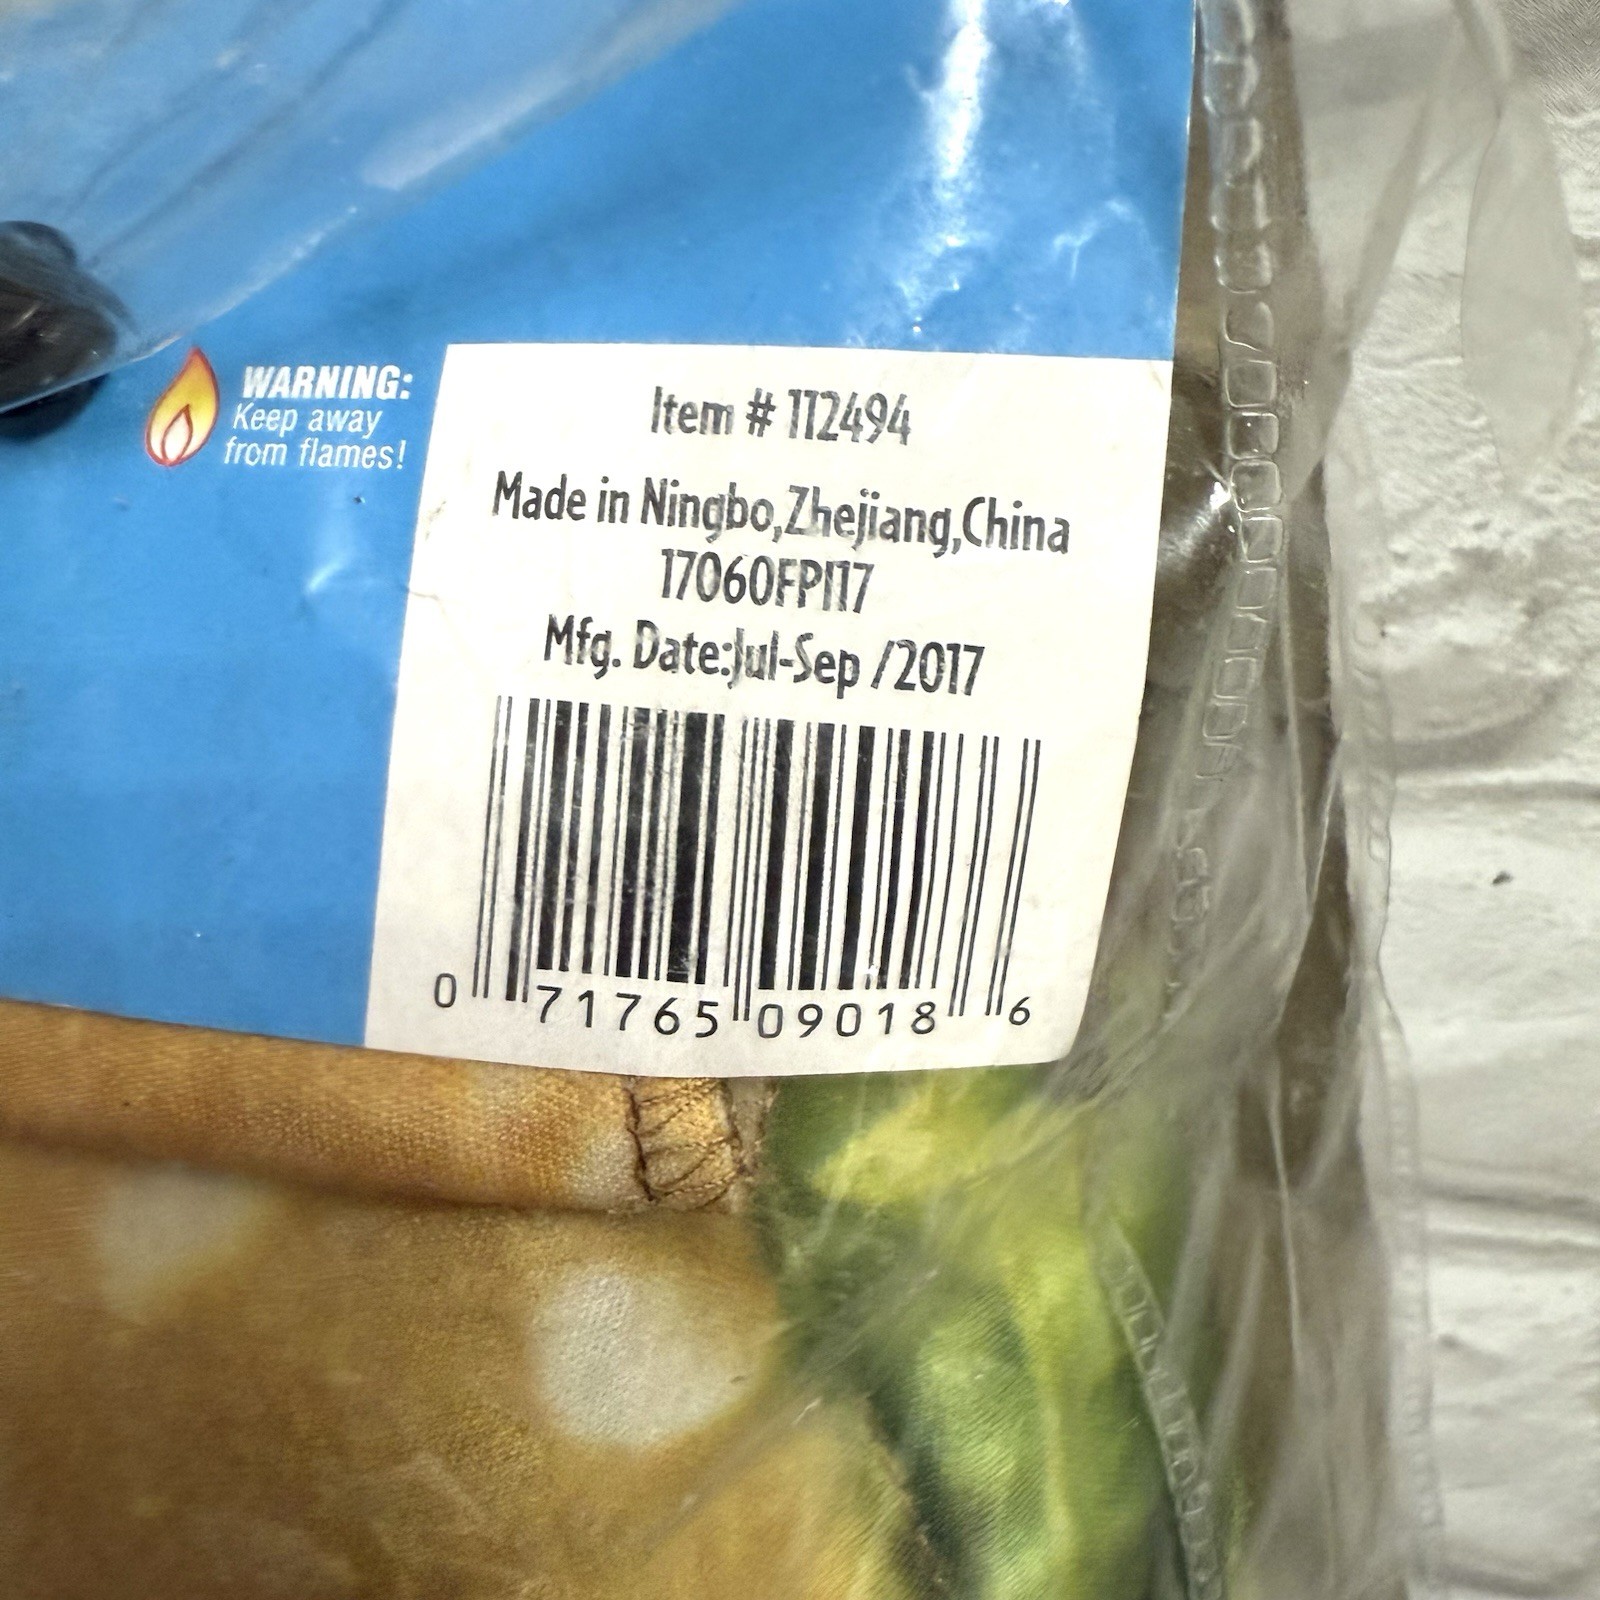 WARNING:
Keep away
from flames!
Item # 112494
Made in Ningbo,Zhejiang,China
17060FPI17
Mfg. Date:Jul-Sep /2017
0 71765 09018 6